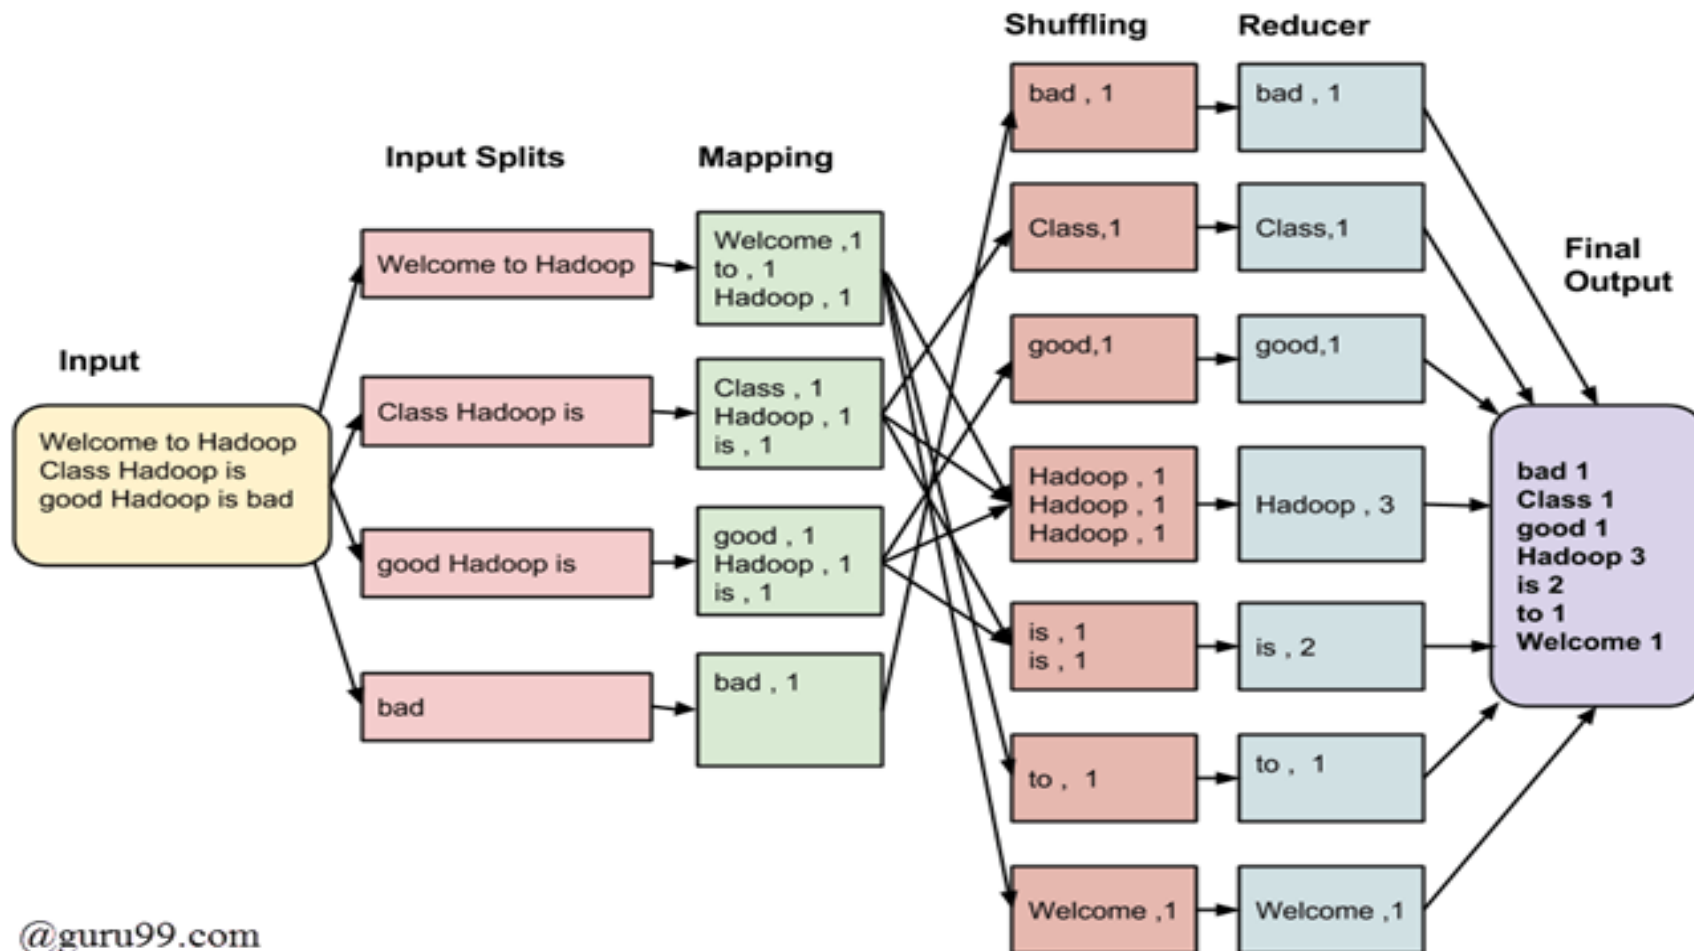 Input
Welcome to Hadoop
Class Hadoop is
good Hadoop is bad
Input Splits
Welcome to Hadoop
Class Hadoop is
good Hadoop is
bad
Mapping
Welcome ,1
to , 1
Hadoop , 1
Class , 1
Hadoop , 1
is , 1
good , 1
Hadoop , 1
is , 1
bad , 1
Shuffling
bad , 1
Class,1
good,1
Hadoop , 1
Hadoop , 1
Hadoop , 1
is , 1
is , 1
to , 1
Welcome ,1
Reducer
bad , 1
Class,1
good,1
Hadoop , 3
is , 2
to , 1
Welcome ,1
Final
Output
bad 1
Class 1
good 1
Hadoop 3
is 2
to 1
Welcome 1
@guru99.com